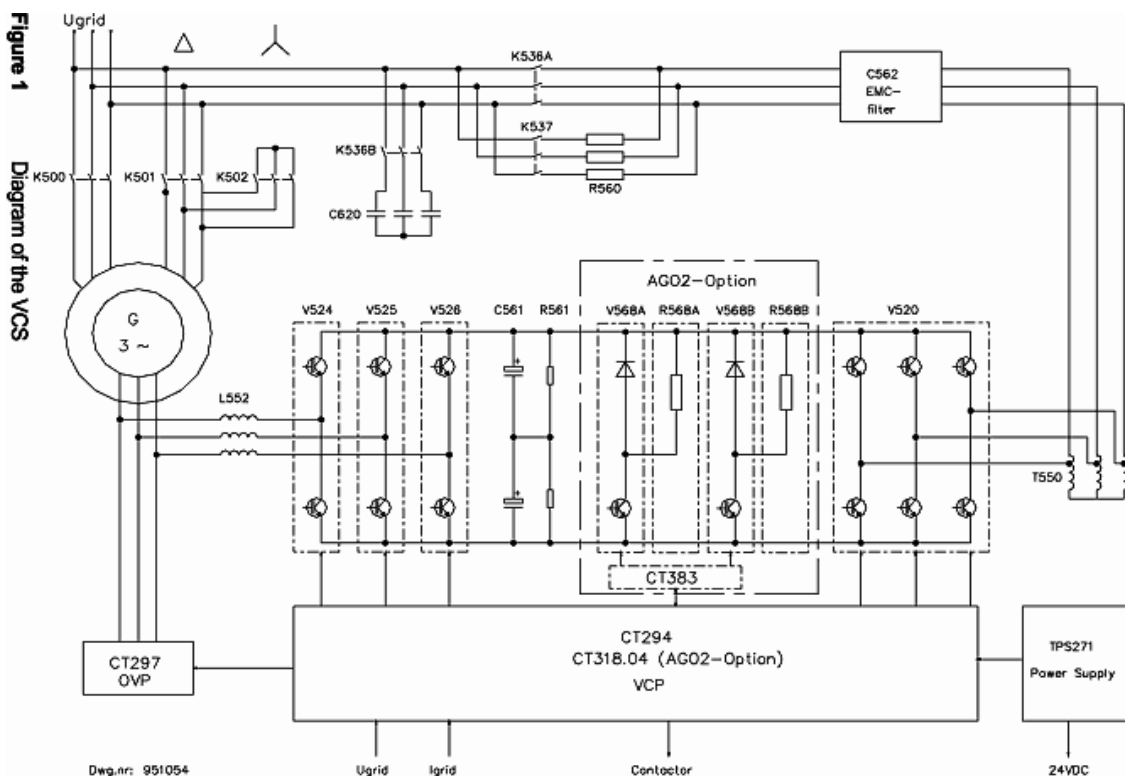 Figure 1 Diagram of the VCS
Ugrid
K536A
C562
EMC-
filter
K537
K536B
R560
K500
K501
K502
C620
AGO2-Option
G
3 ~
V524
V525
V526
C561
R561
V568A
R568A
V568B
R568B
V520
L552
+
+
T550
CT383
CT294
CT318.04 (AGO2-Option)
VCP
CT297
OVP
TPS271
Power Supply
Dwg.nr: 951054
Ugrid
Igrid
Contactor
24VDC